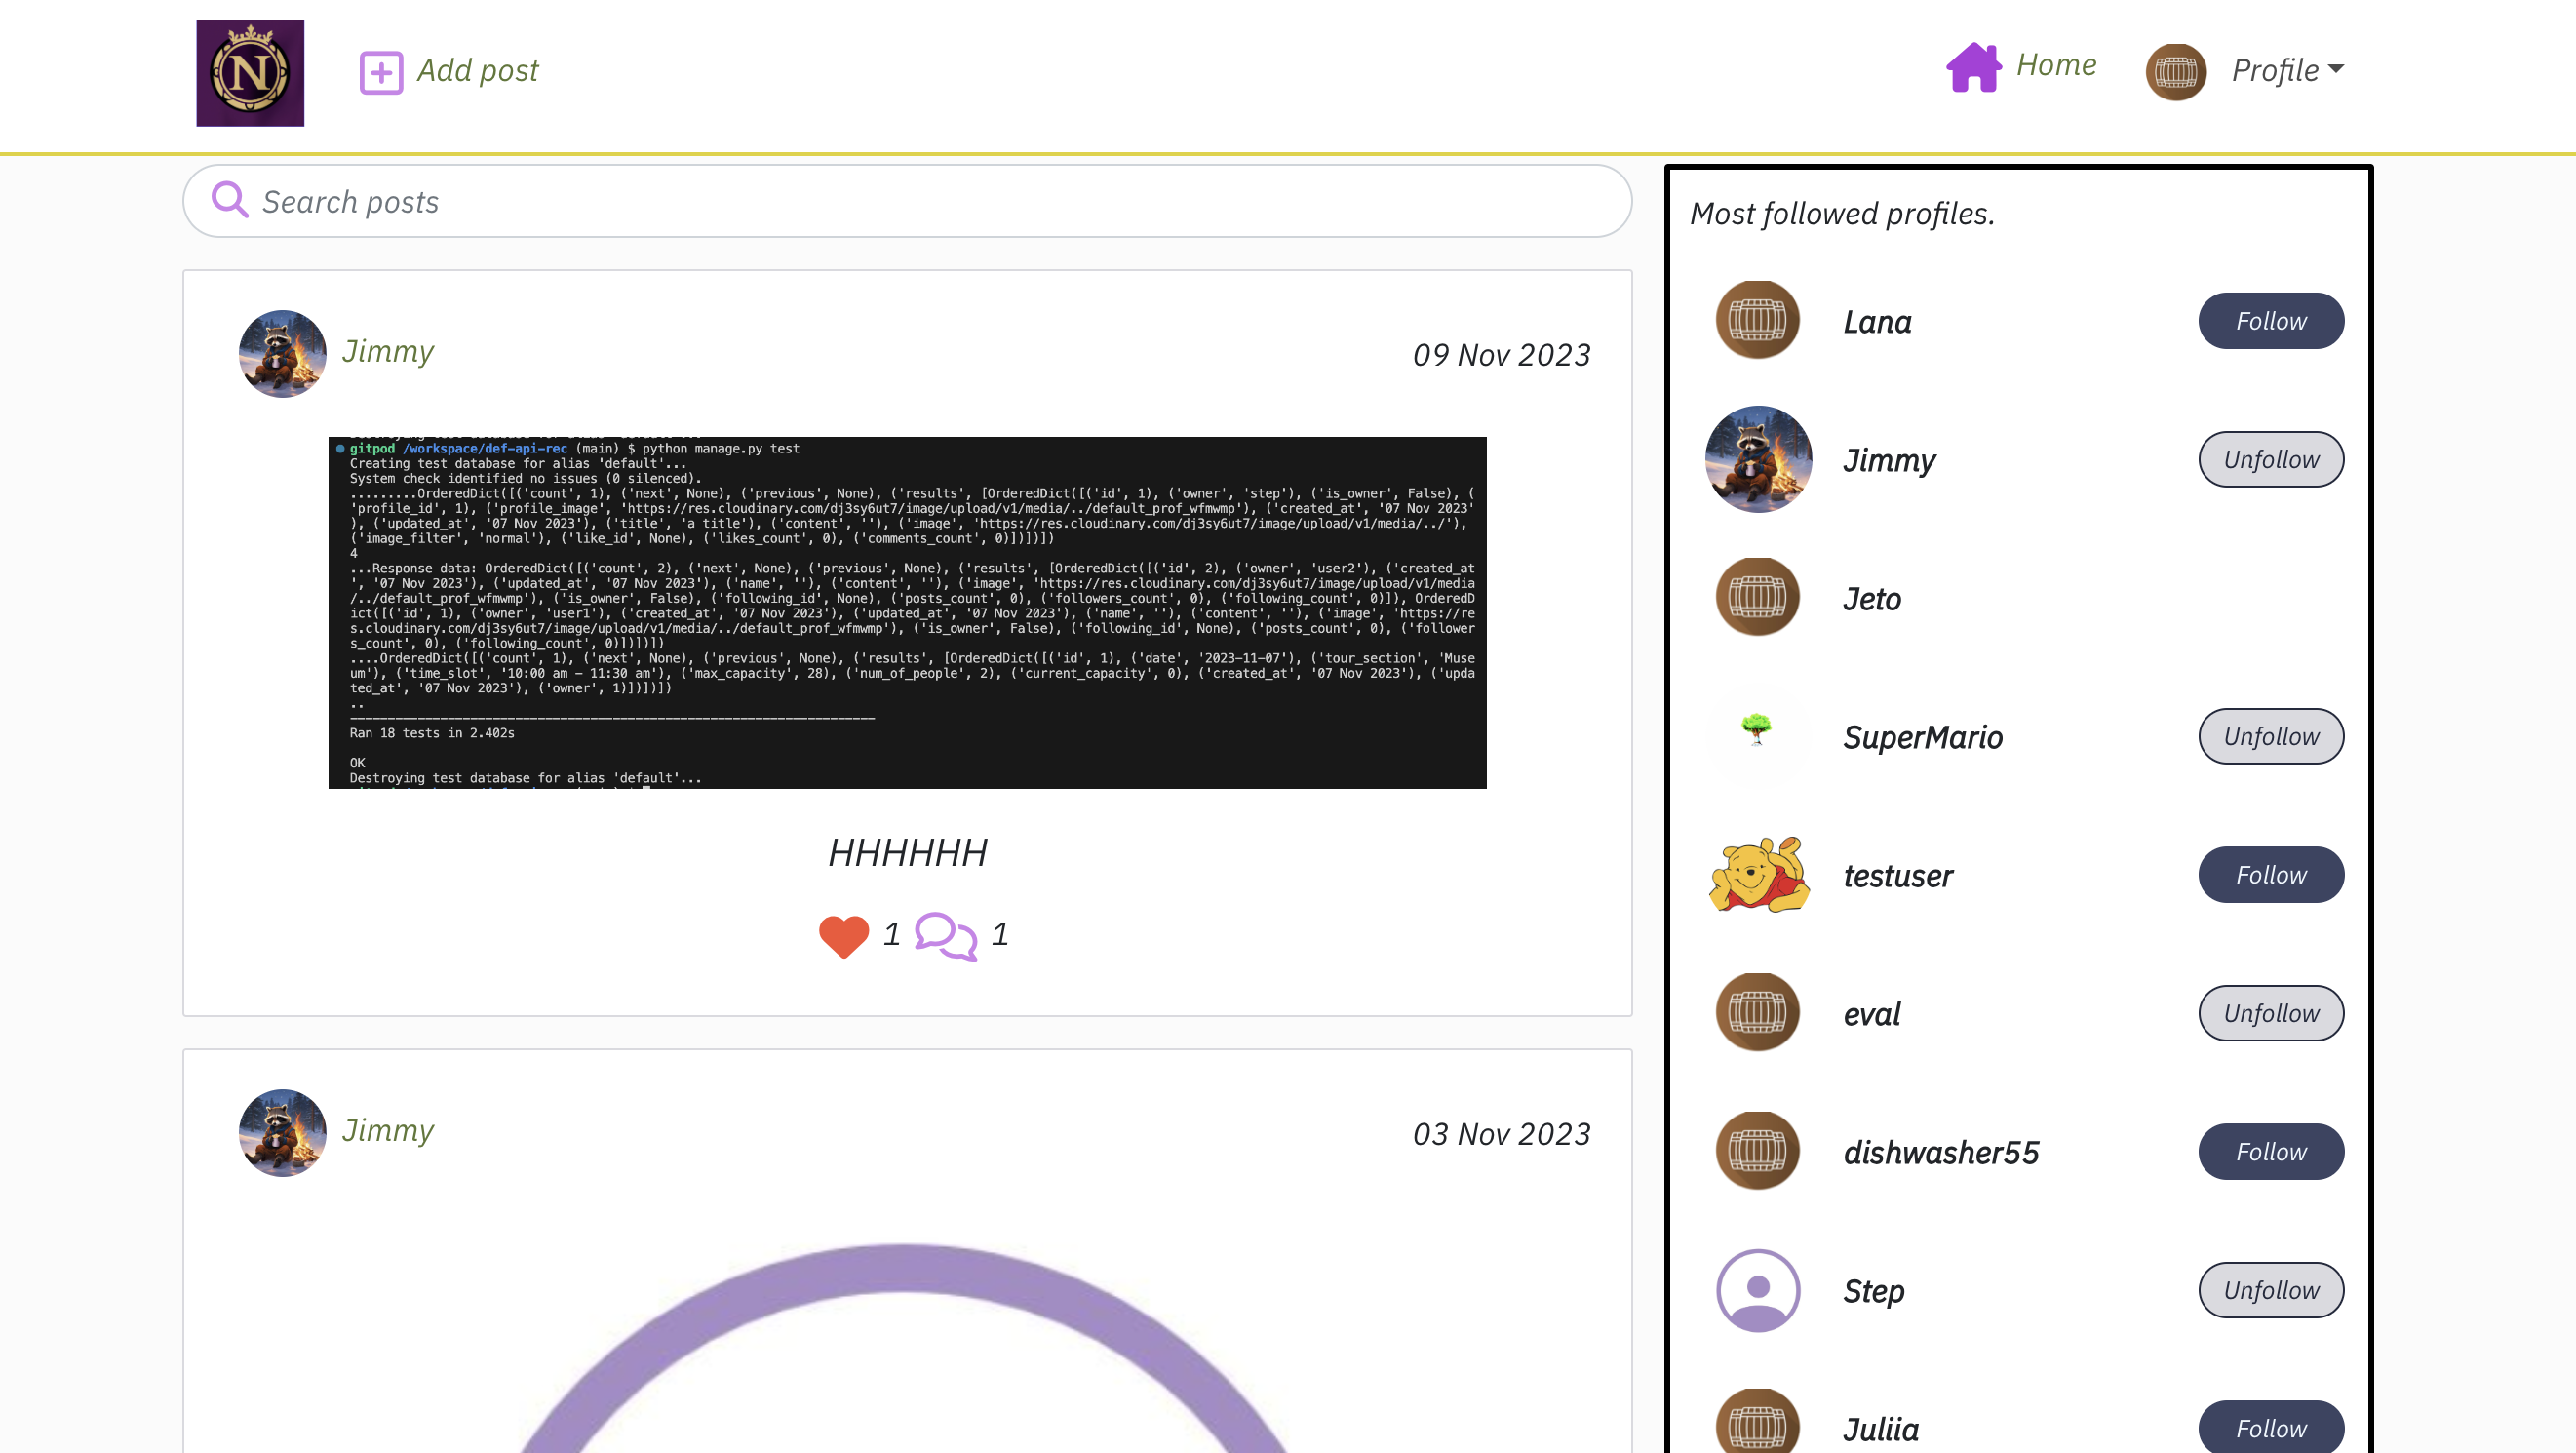 N
Add post
Home
Profile
Search posts
Jimmy
09 Nov 2023
gitpod /workspace/def-api-rec (main) $ python manage.py test
Creating test database for alias 'default'...
System check identified no issues (0 silenced).
.........OrderedDict([('count', 1), ('next', None), ('previous', None), ('results', [OrderedDict([('id', 1), ('owner', 'step'), ('is_owner', False), (
'profile_id', 1), ('profile_image', 'https://res.cloudinary.com/dj3sy6ut7/image/upload/v1/media/../default_prof_wfmwmp'), ('created_at', '07 Nov 2023'
), ('updated_at', '07 Nov 2023'), ('title', 'a title'), ('content', ''), ('image', 'https://res.cloudinary.com/dj3sy6ut7/image/upload/v1/media/../'),
('image_filter', 'normal'), ('like_id', None), ('likes_count', 0), ('comments_count', 0)])])])
4
...Response data: OrderedDict([('count', 2), ('next', None), ('previous', None), ('results', [OrderedDict([('id', 2), ('owner', 'user2'), ('created_at
', '07 Nov 2023'), ('updated_at', '07 Nov 2023'), ('name', ''), ('content', ''), ('image', 'https://res.cloudinary.com/dj3sy6ut7/image/upload/v1/media
/../default_prof_wfmwmp'), ('is_owner', False), ('following_id', None), ('posts_count', 0), ('followers_count', 0), ('following_count', 0)]), OrderedD
ict([('id', 1), ('owner', 'user1'), ('created_at', '07 Nov 2023'), ('updated_at', '07 Nov 2023'), ('name', ''), ('content', ''), ('image', 'https://re
s.cloudinary.com/dj3sy6ut7/image/upload/v1/media/../default_prof_wfmwmp'), ('is_owner', False), ('following_id', None), ('posts_count', 0), ('follower
s_count', 0), ('following_count', 0)])])])
....OrderedDict([('count', 1), ('next', None), ('previous', None), ('results', [OrderedDict([('id', 1), ('date', '2023-11-07'), ('tour_section', 'Muse
um'), ('time_slot', '10:00 am – 11:30 am'), ('max_capacity', 28), ('num_of_people', 2), ('current_capacity', 0), ('created_at', '07 Nov 2023'), ('upda
ted_at', '07 Nov 2023'), ('owner', 1)])])])
..
----------------------------------------------------------------------
Ran 18 tests in 2.402s
OK
Destroying test database for alias 'default'...
HHHHHH
1 1
Jimmy
03 Nov 2023
Most followed profiles.
Lana Follow
Jimmy Unfollow
Jeto
SuperMario Unfollow
testuser Follow
eval Unfollow
dishwasher55 Follow
Step Unfollow
Juliia Follow